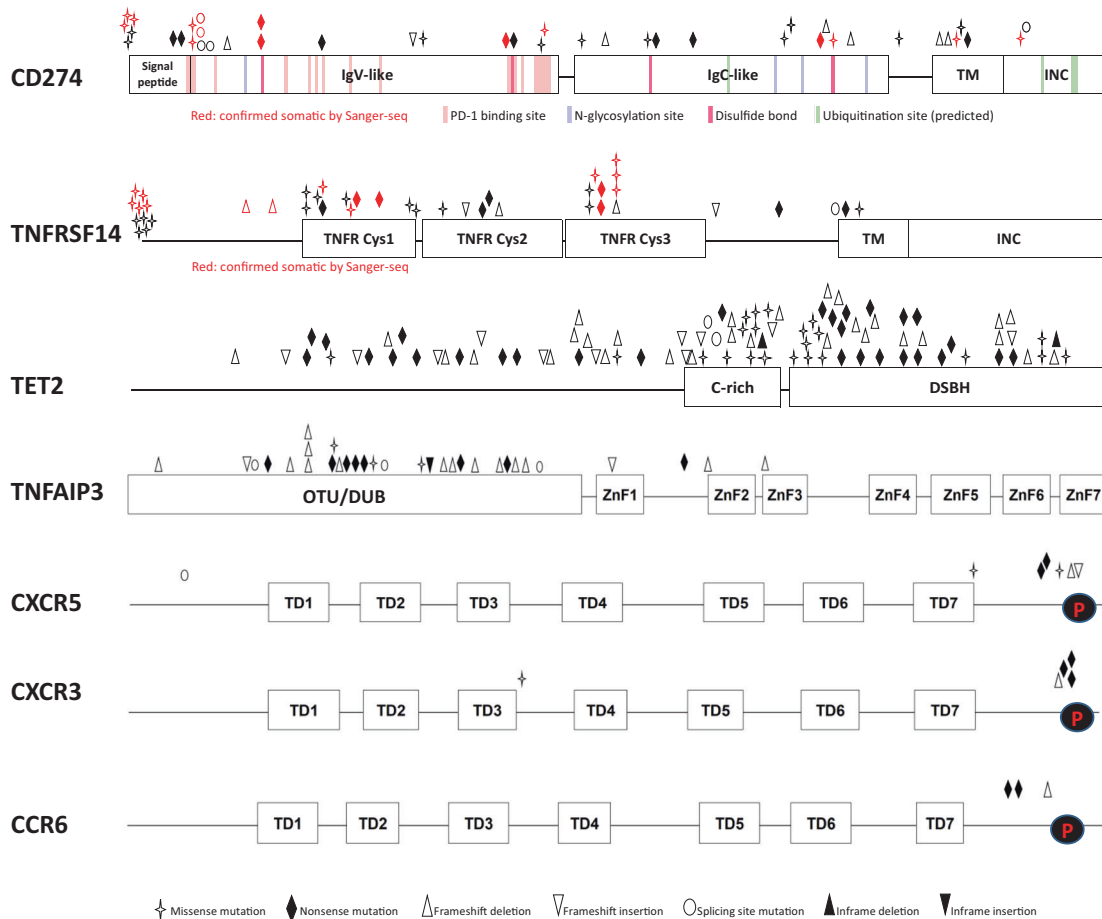 CD274
Signal
peptide
IgV-like
IgC-like
TM
INC
Red: confirmed somatic by Sanger-seq
PD-1 binding site
N-glycosylation site
Disulfide bond
Ubiquitination site (predicted)
TNFRSF14
TNFR Cys1
TNFR Cys2
TNFR Cys3
TM
INC
Red: confirmed somatic by Sanger-seq
TET2
C-rich
DSBH
TNFAIP3
OTU/DUB
ZnF1
ZnF2
ZnF3
ZnF4
ZnF5
ZnF6
ZnF7
CXCR5
TD1
TD2
TD3
TD4
TD5
TD6
TD7
P
CXCR3
TD1
TD2
TD3
TD4
TD5
TD6
TD7
P
CCR6
TD1
TD2
TD3
TD4
TD5
TD6
TD7
P
Missense mutation
Nonsense mutation
Frameshift deletion
Frameshift insertion
Splicing site mutation
Inframe deletion
Inframe insertion